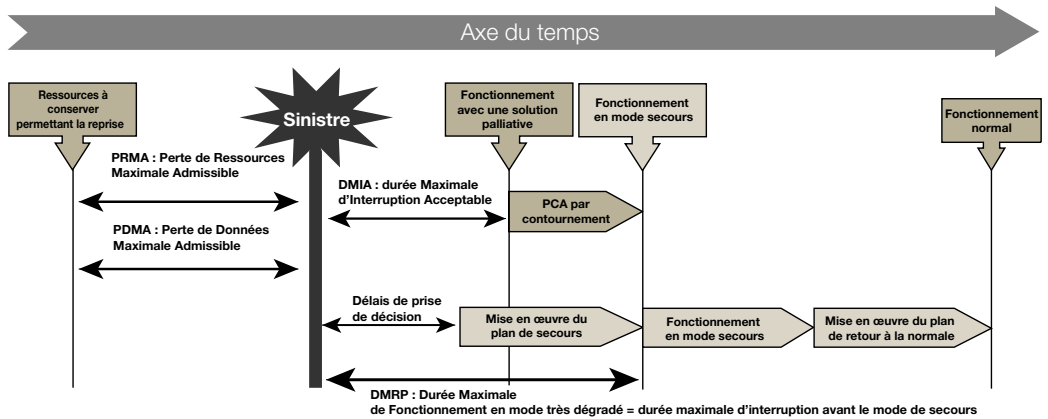 Axe du temps
Ressources à
conserver
permettant la reprise
Sinistre
Fonctionnement
avec une solution
palliative
Fonctionnement
en mode secours
Fonctionnement
normal
PRMA : Perte de Ressources
Maximale Admissible
DMIA : durée Maximale
d'Interruption Acceptable
PCA par
contournement
PDMA : Perte de Données
Maximale Admissible
Délais de prise
de décision
Mise en œuvre du
plan de secours
Fonctionnement
en mode secours
Mise en œuvre du plan
de retour à la normale
DMRP : Durée Maximale
de Fonctionnement en mode très dégradé = durée maximale d'interruption avant le mode de secours